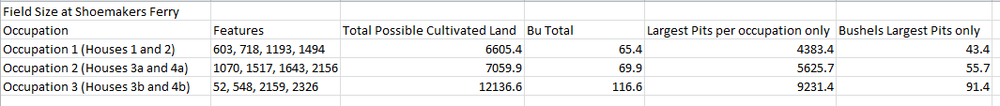 Field Size at Shoemakers Ferry
Occupation Features Total Possible Cultivated Land Bu Total Largest Pits per occupation only Bushels Largest Pits only
Occupation 1 (Houses 1 and 2) 603, 718, 1193, 1494 6605.4 65.4 4383.4 43.4
Occupation 2 (Houses 3a and 4a) 1070, 1517, 1643, 2156 7059.9 69.9 5625.7 55.7
Occupation 3 (Houses 3b and 4b) 52, 548, 2159, 2326 12136.6 116.6 9231.4 91.4